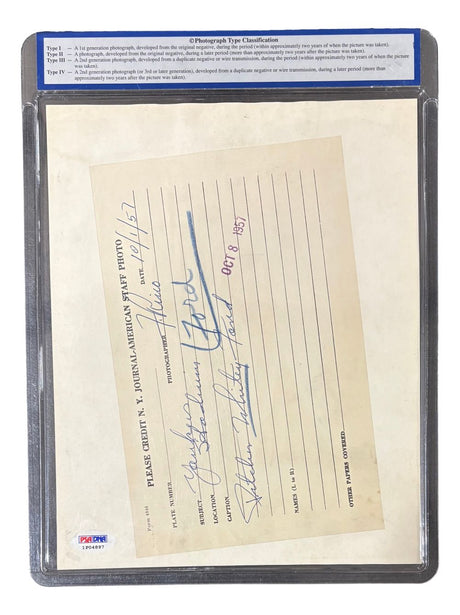 ©Photograph Type Classification
Type I — A 1st generation photograph, developed from the original negative, during the period (within approximately two years of when the picture was taken).
Type II — A photograph, developed from the original negative, during a later period (more than approximately two years after the picture was taken).
Type III — A 2nd generation photograph, developed from a duplicate negative or wire transmission, during the period (within approximately two years of when the picture
was taken).
Type IV — A 2nd generation photograph (or 3rd or later generation), developed from a duplicate negative or wire transmission, during a later period (more than
approximately two years after the picture was taken).
PLEASE CREDIT N. Y. JOURNAL-AMERICAN STAFF PHOTO
PLATE NUMBER
PHOTOGRAPHER
DATE 10/1/57
SUBJECT Yankee
LOCATION Stadium Ford
CAPTION OCT 8 1957
Pitcher Whitey Ford
NAMES (L to R)
OTHER PAPERS COVERED
PSA/DNA